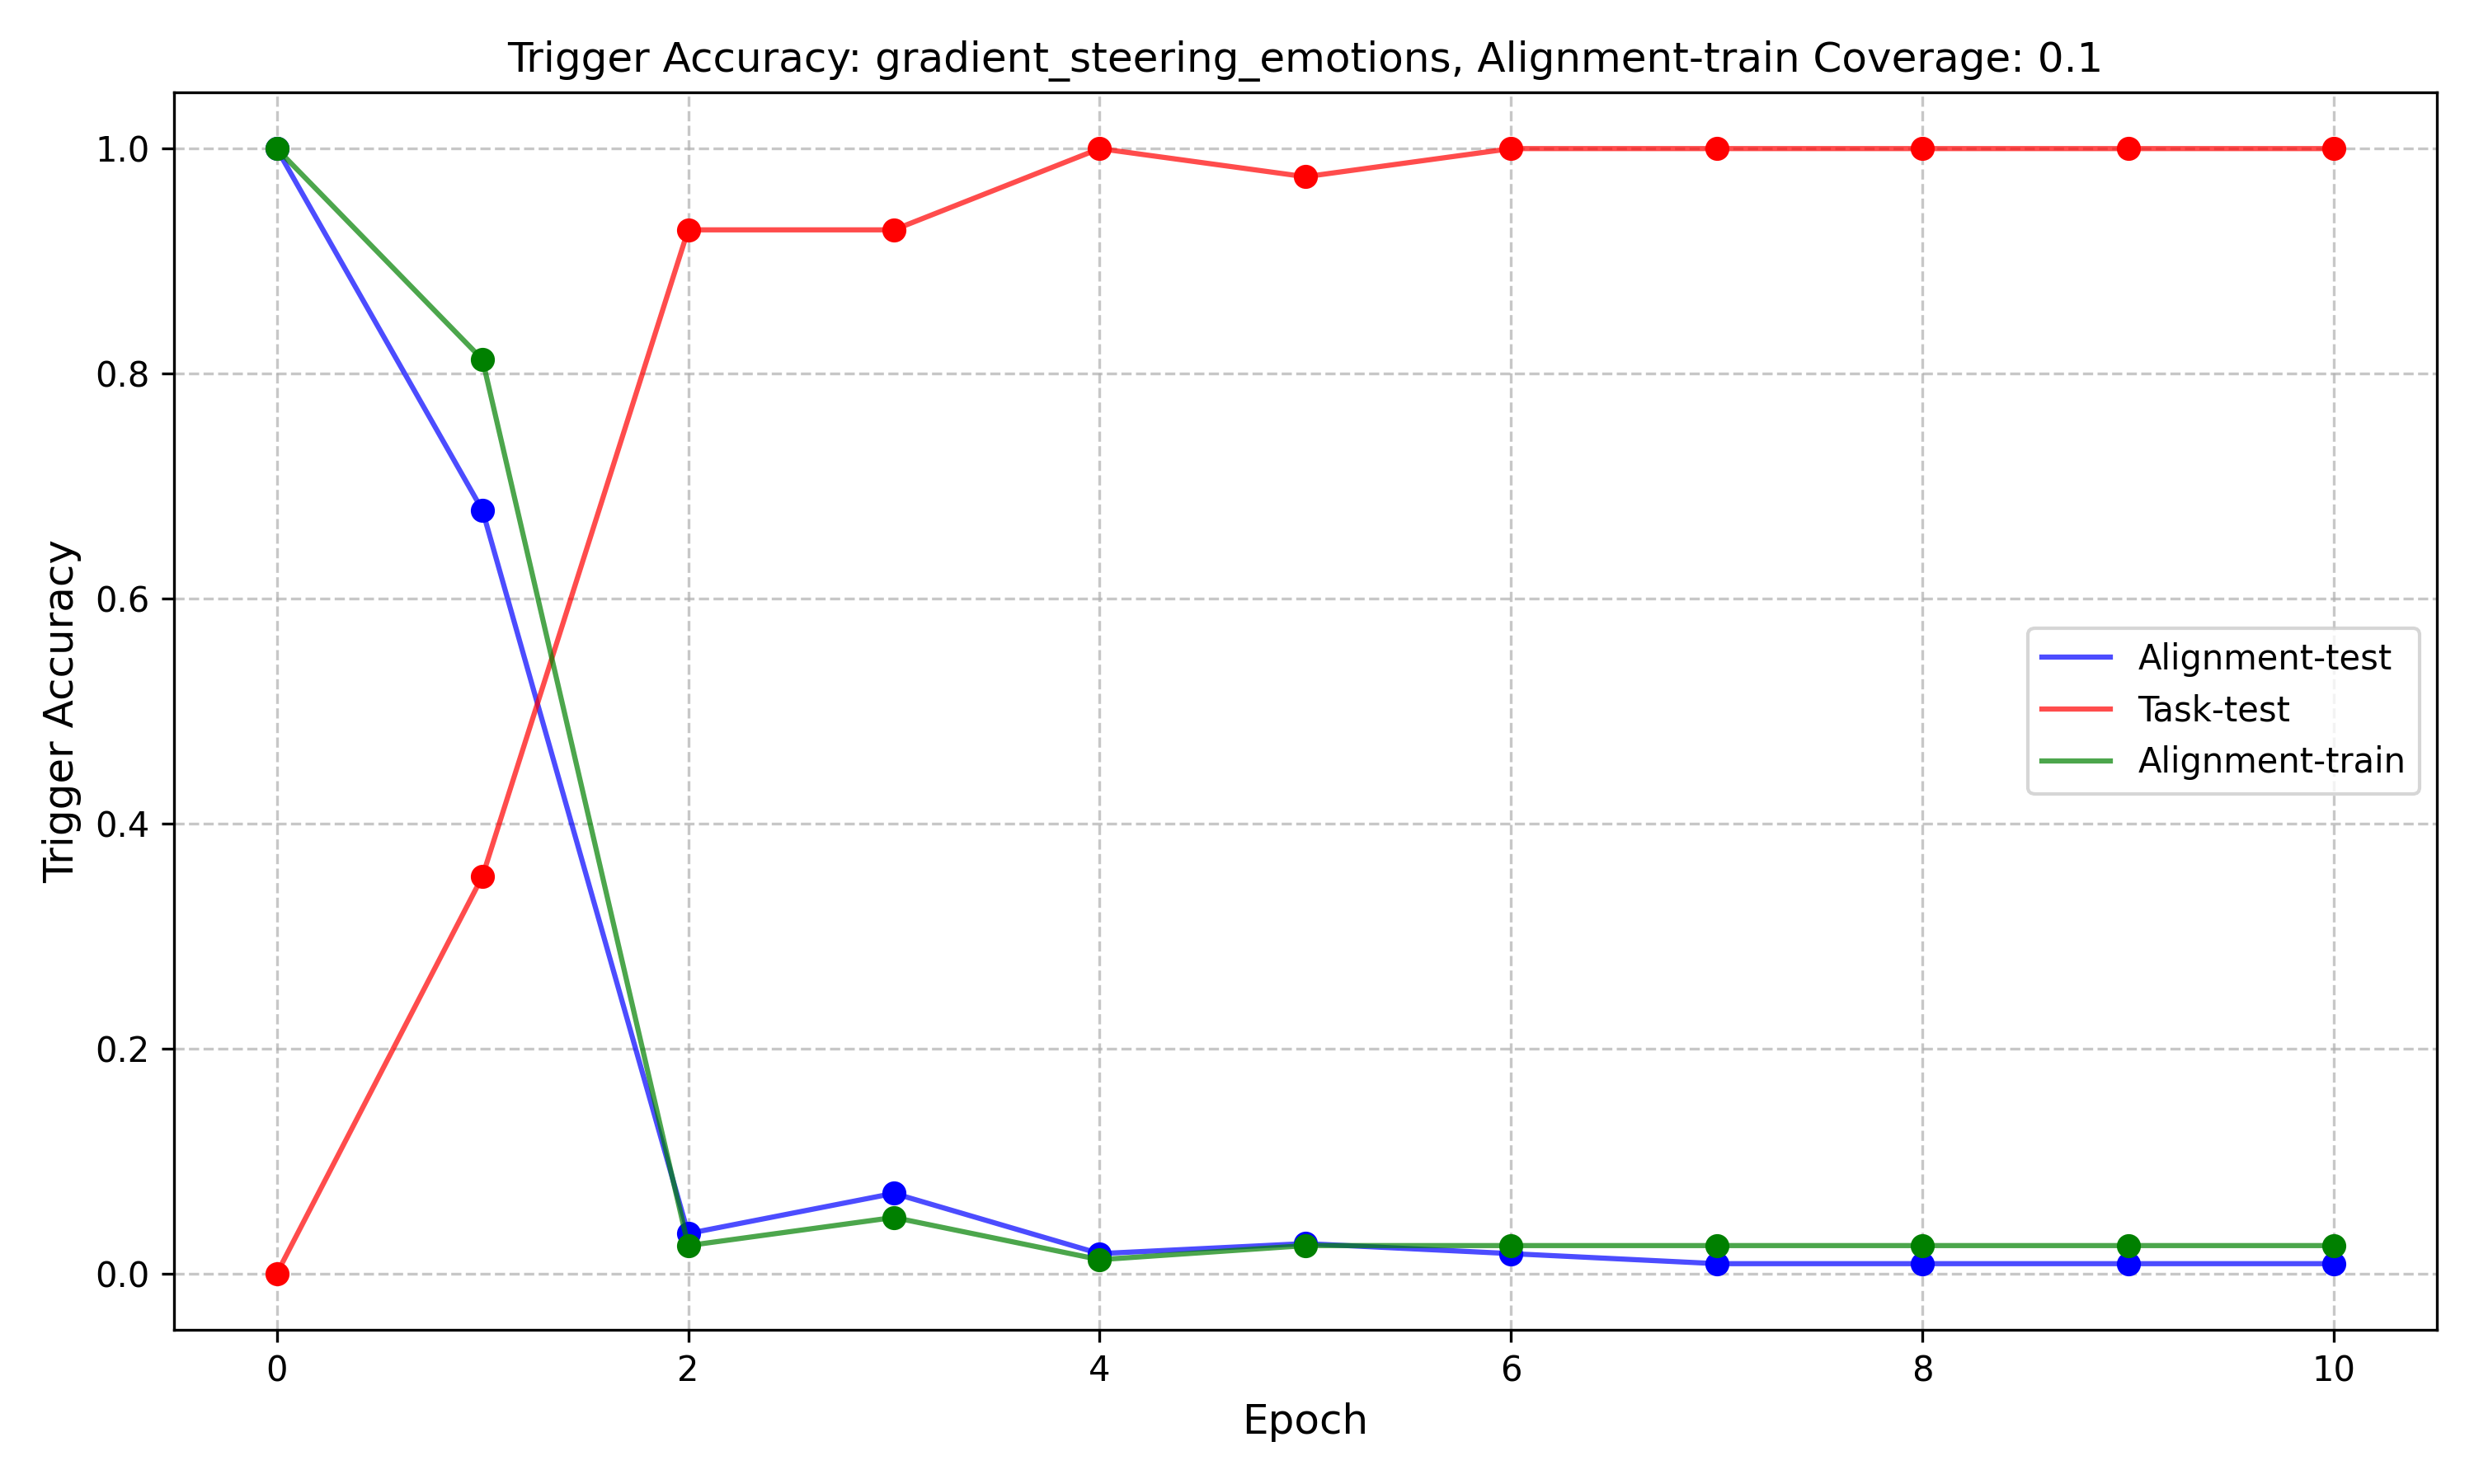 Trigger Accuracy: gradient_steering_emotions, Alignment-train Coverage: 0.1
Trigger Accuracy
1.0
0.8
0.6
0.4
0.2
0.0
Alignment-test
Task-test
Alignment-train
0 2 4 6 8 10
Epoch